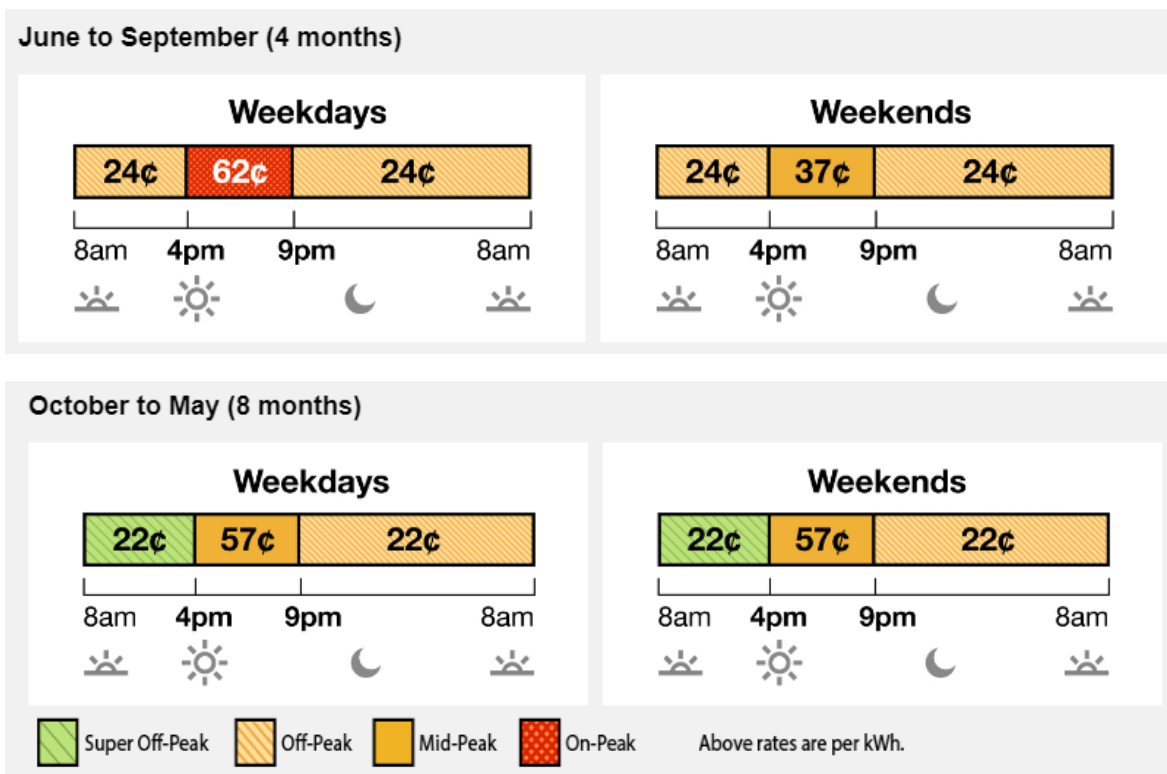 June to September (4 months)
Weekdays
24¢ 62¢ 24¢
8am 4pm 9pm 8am
Weekends
24¢ 37¢ 24¢
8am 4pm 9pm 8am
October to May (8 months)
Weekdays
22¢ 57¢ 22¢
8am 4pm 9pm 8am
Weekends
22¢ 57¢ 22¢
8am 4pm 9pm 8am
Super Off-Peak Off-Peak Mid-Peak On-Peak Above rates are per kWh.